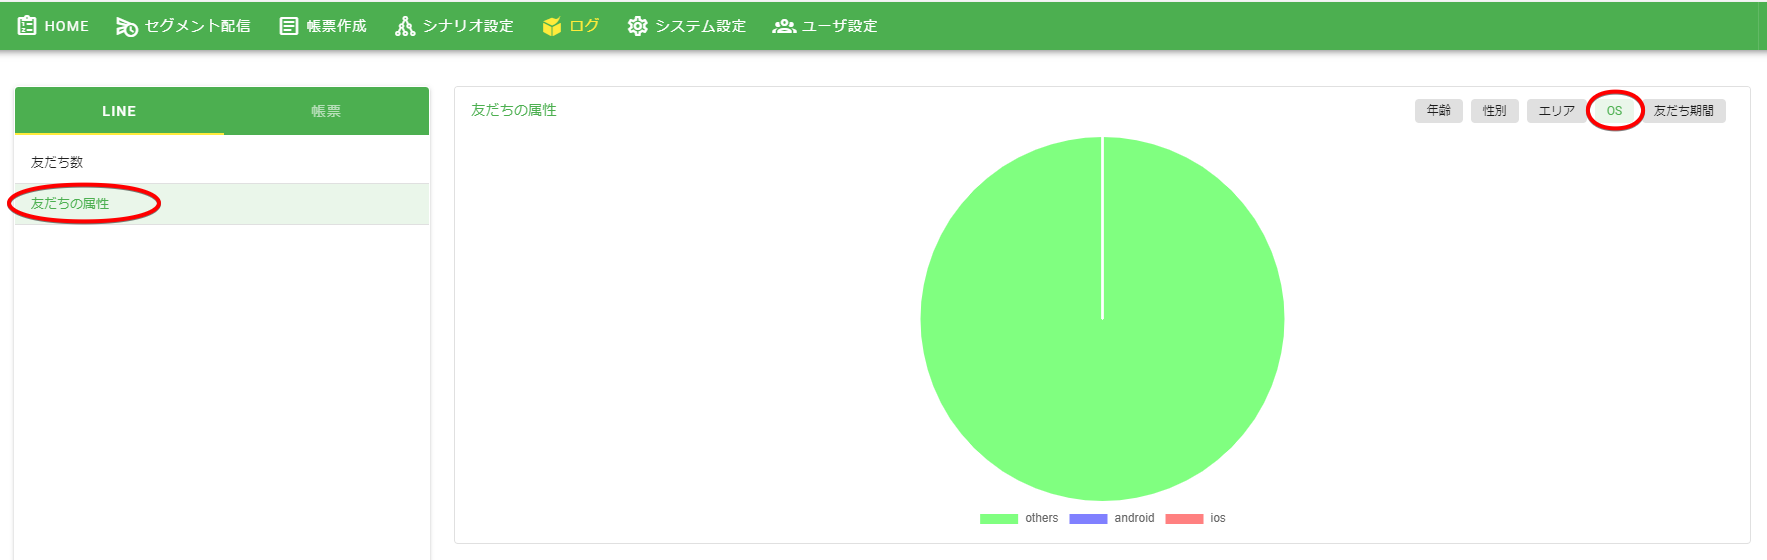 HOME セグメント配信 帳票作成 シナリオ設定 ログ システム設定 ユーザ設定
LINE 帳票
友だち数
友だちの属性
友だちの属性
年齢 性別 エリア OS 友だち期間
others android ios